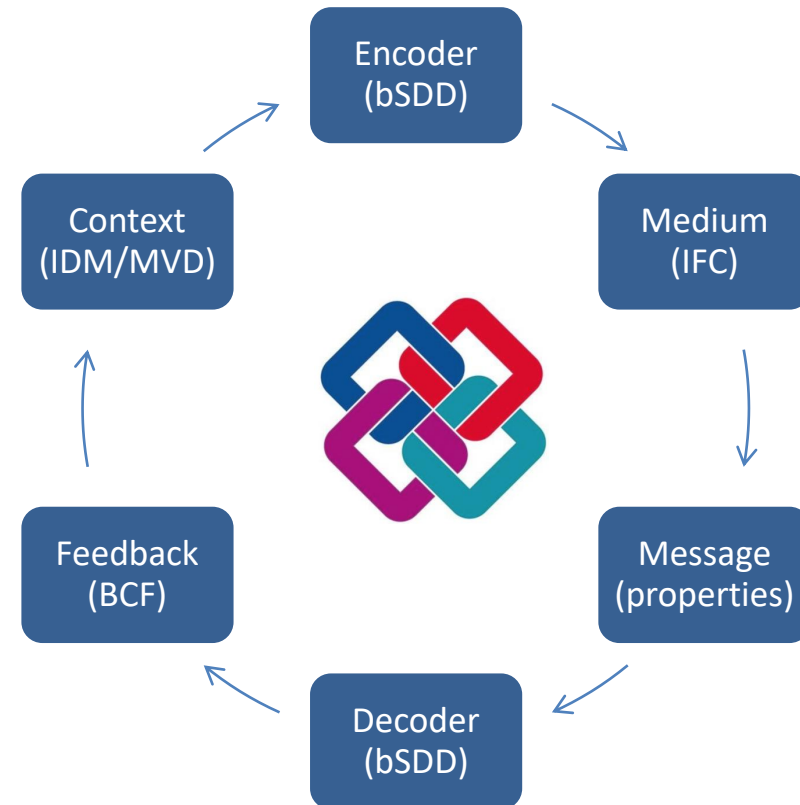 Encoder
(bSDD)
Medium
(IFC)
Message
(properties)
Decoder
(bSDD)
Feedback
(BCF)
Context
(IDM/MVD)